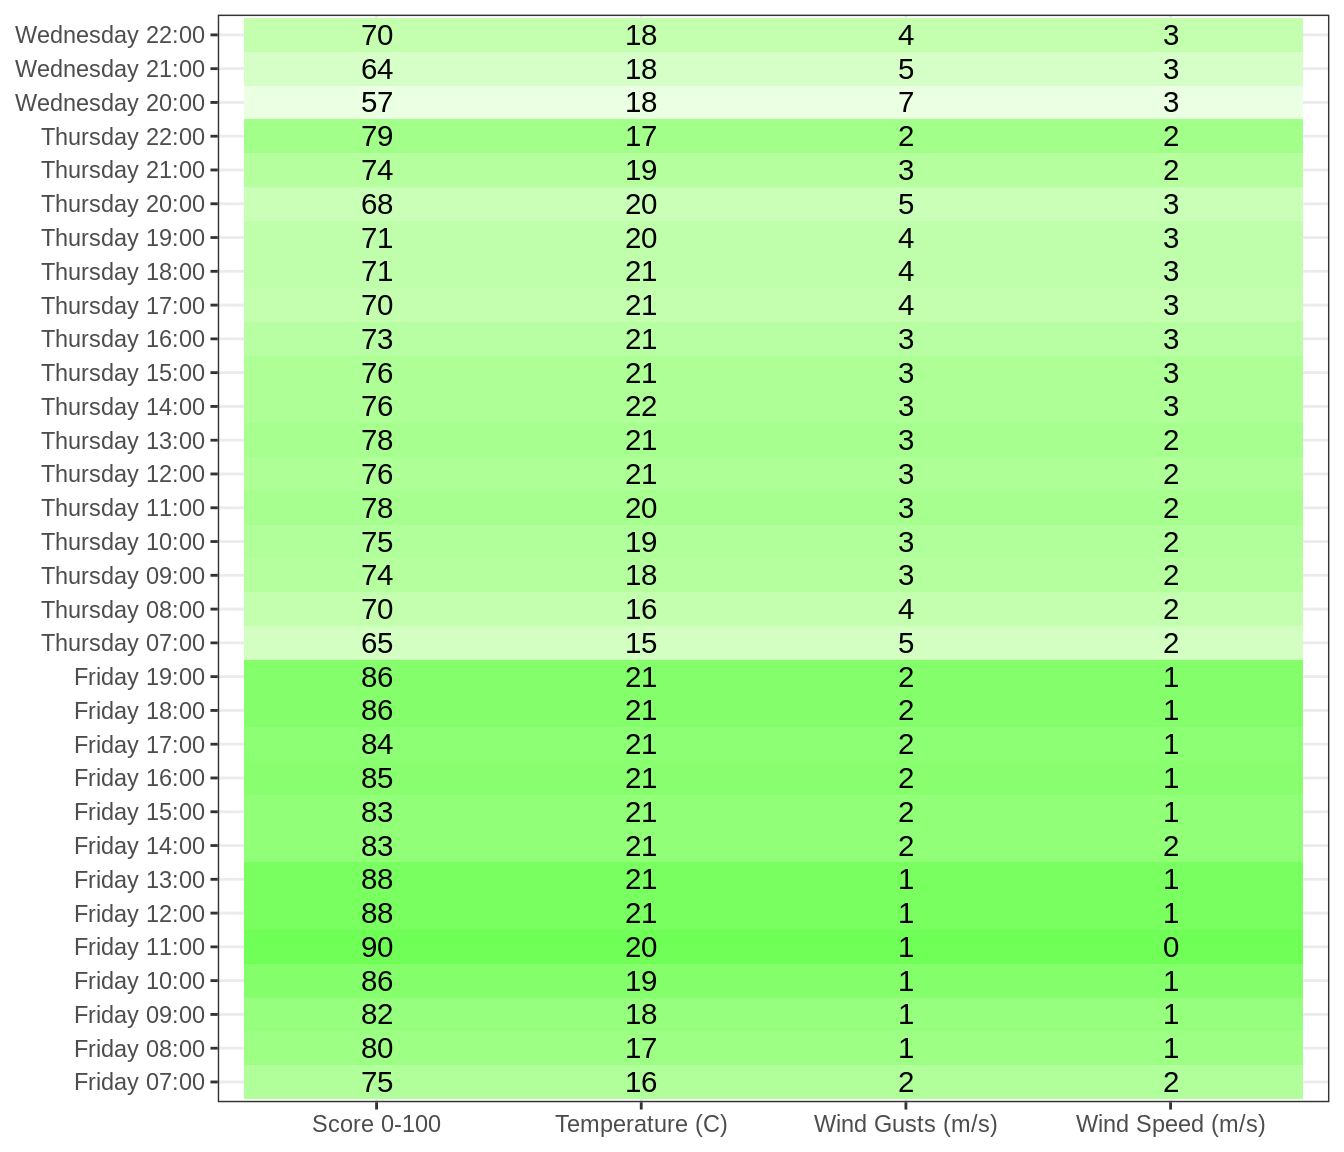 Wednesday 22:00 70 18 4 3
Wednesday 21:00 64 18 5 3
Wednesday 20:00 57 18 7 3
Thursday 22:00 79 17 2 2
Thursday 21:00 74 19 3 2
Thursday 20:00 68 20 5 3
Thursday 19:00 71 20 4 3
Thursday 18:00 71 21 4 3
Thursday 17:00 70 21 4 3
Thursday 16:00 73 21 3 3
Thursday 15:00 76 21 3 3
Thursday 14:00 76 22 3 3
Thursday 13:00 78 21 3 2
Thursday 12:00 76 21 3 2
Thursday 11:00 78 20 3 2
Thursday 10:00 75 19 3 2
Thursday 09:00 74 18 3 2
Thursday 08:00 70 16 4 2
Thursday 07:00 65 15 5 2
Friday 19:00 86 21 2 1
Friday 18:00 86 21 2 1
Friday 17:00 84 21 2 1
Friday 16:00 85 21 2 1
Friday 15:00 83 21 2 1
Friday 14:00 83 21 2 2
Friday 13:00 88 21 1 1
Friday 12:00 88 21 1 1
Friday 11:00 90 20 1 0
Friday 10:00 86 19 1 1
Friday 09:00 82 18 1 1
Friday 08:00 80 17 1 1
Friday 07:00 75 16 2 2
Score 0-100 Temperature (C) Wind Gusts (m/s) Wind Speed (m/s)